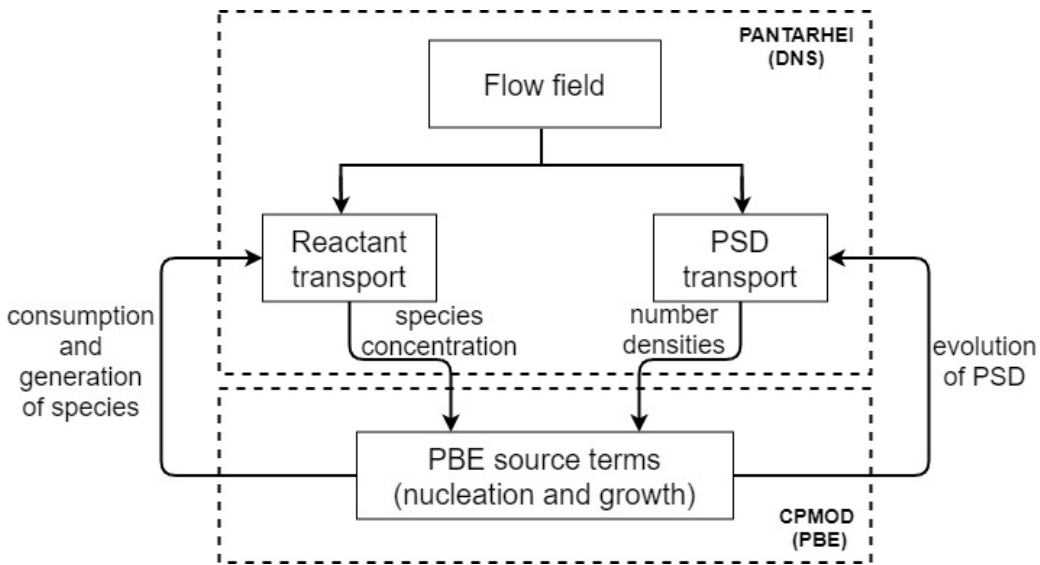 PANTARHEI
(DNS)
Flow field
Reactant
transport
PSD
transport
consumption
and
generation
of species
species
concentration
number
densities
evolution
of PSD
PBE source terms
(nucleation and growth)
CPMOD
(PBE)